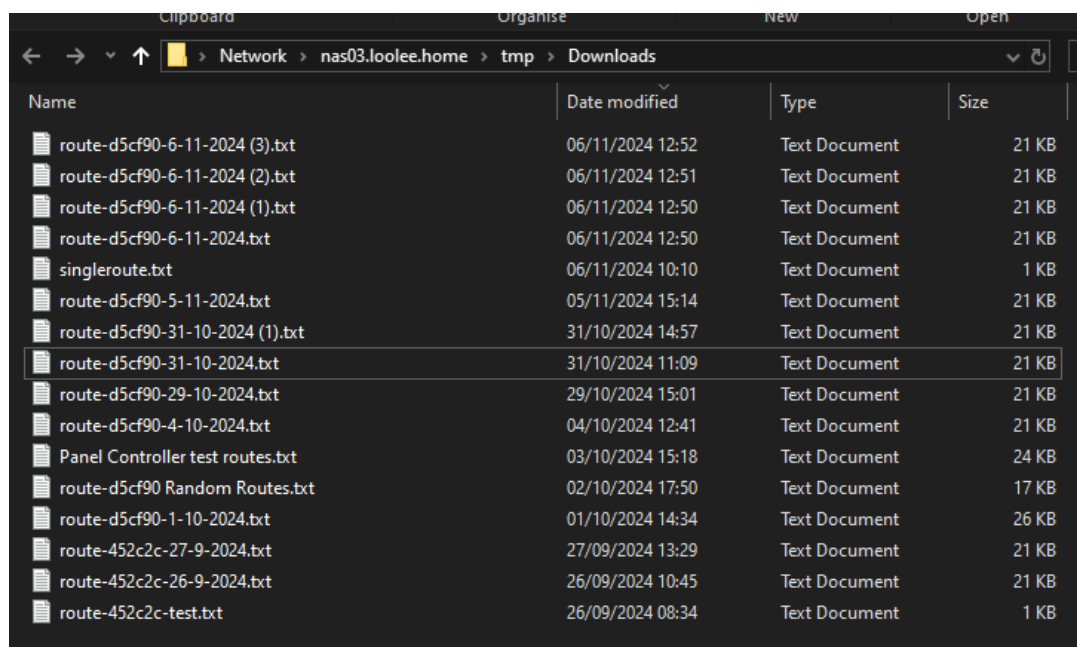 Clipboard Organise New Open
Network > nas03.loolee.home > tmp > Downloads
Name Date modified Type Size
route-d5cf90-6-11-2024 (3).txt 06/11/2024 12:52 Text Document 21 KB
route-d5cf90-6-11-2024 (2).txt 06/11/2024 12:51 Text Document 21 KB
route-d5cf90-6-11-2024 (1).txt 06/11/2024 12:50 Text Document 21 KB
route-d5cf90-6-11-2024.txt 06/11/2024 12:50 Text Document 21 KB
singleroute.txt 06/11/2024 10:10 Text Document 1 KB
route-d5cf90-5-11-2024.txt 05/11/2024 15:14 Text Document 21 KB
route-d5cf90-31-10-2024 (1).txt 31/10/2024 14:57 Text Document 21 KB
route-d5cf90-31-10-2024.txt 31/10/2024 11:09 Text Document 21 KB
route-d5cf90-29-10-2024.txt 29/10/2024 15:01 Text Document 21 KB
route-d5cf90-4-10-2024.txt 04/10/2024 12:41 Text Document 21 KB
Panel Controller test routes.txt 03/10/2024 15:18 Text Document 24 KB
route-d5cf90 Random Routes.txt 02/10/2024 17:50 Text Document 17 KB
route-d5cf90-1-10-2024.txt 01/10/2024 14:34 Text Document 26 KB
route-452c2c-27-9-2024.txt 27/09/2024 13:29 Text Document 21 KB
route-452c2c-26-9-2024.txt 26/09/2024 10:45 Text Document 21 KB
route-452c2c-test.txt 26/09/2024 08:34 Text Document 1 KB